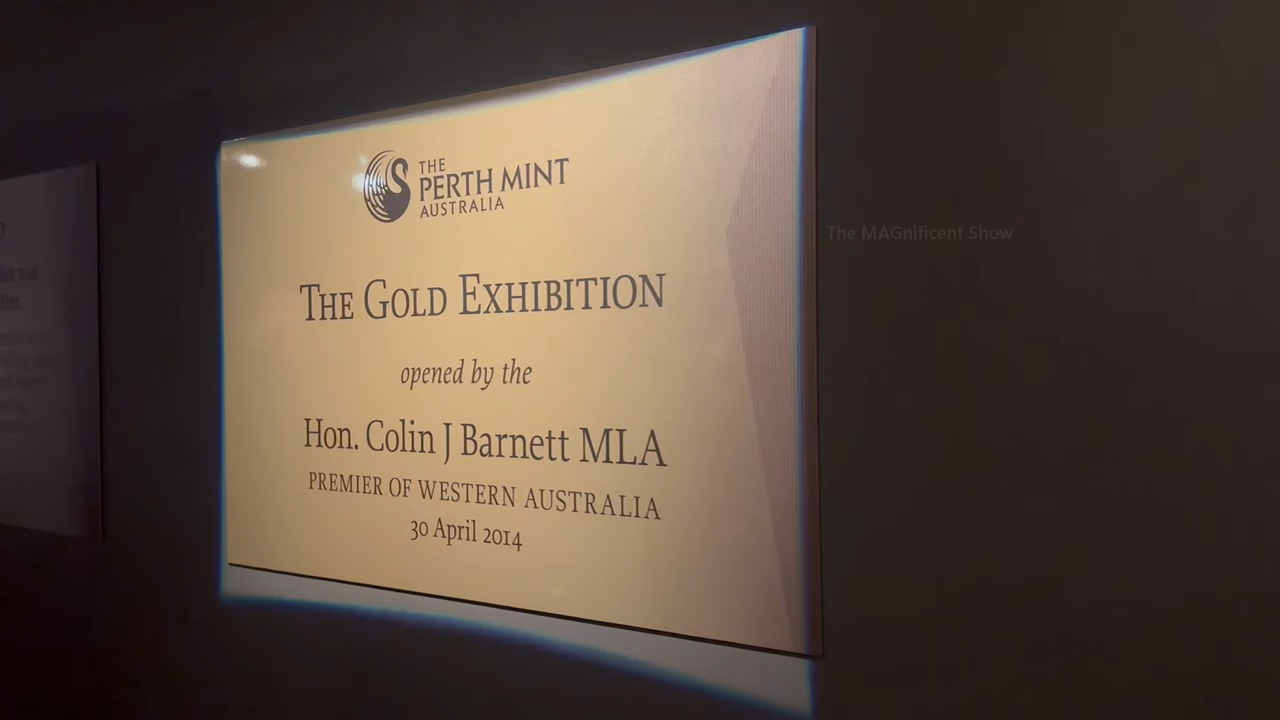 THE
PERTH MINT
AUSTRALIA
THE GOLD EXHIBITION
opened by the
Hon. Colin J Barnett MLA
PREMIER OF WESTERN AUSTRALIA
30 April 2014
The MAGnificent Show